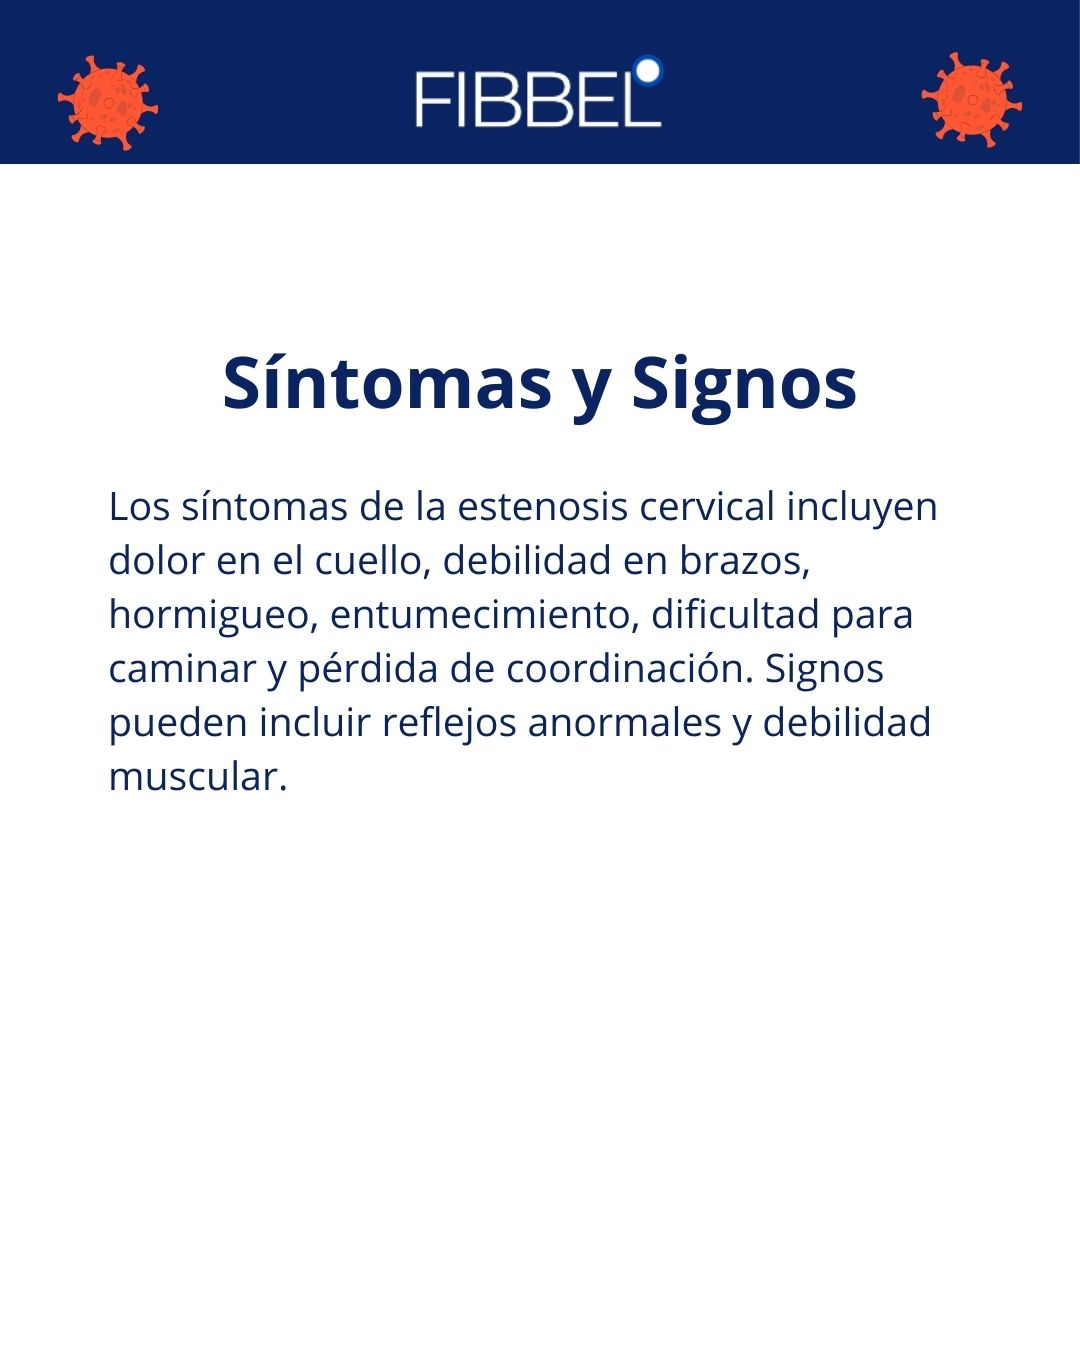 FIBBEL
Síntomas y Signos
Los síntomas de la estenosis cervical incluyen
dolor en el cuello, debilidad en brazos,
hormigueo, entumecimiento, dificultad para
caminar y pérdida de coordinación. Signos
pueden incluir reflejos anormales y debilidad
muscular.